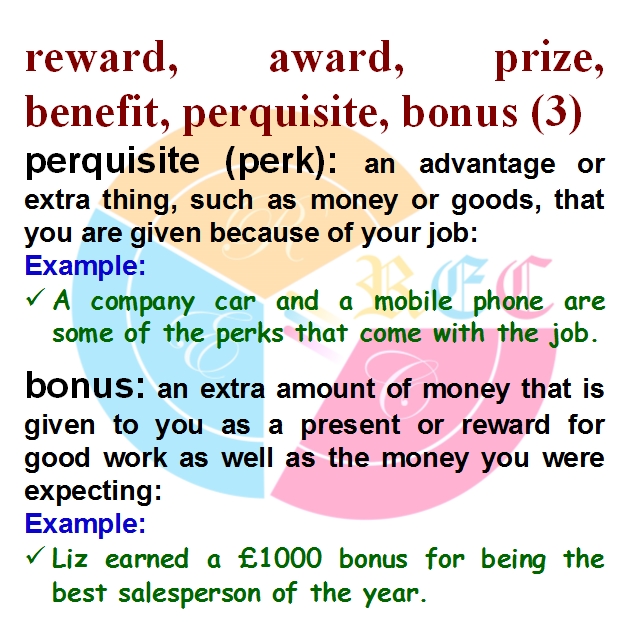 reward, award, prize,
benefit, perquisite, bonus (3)
perquisite (perk): an advantage or
extra thing, such as money or goods, that
you are given because of your job:
Example:
✓ A company car and a mobile phone are
some of the perks that come with the job.
bonus: an extra amount of money that is
given to you as a present or reward for
good work as well as the money you were
expecting:
Example:
✓ Liz earned a £1000 bonus for being the
best salesperson of the year.
R
BEC
E
C